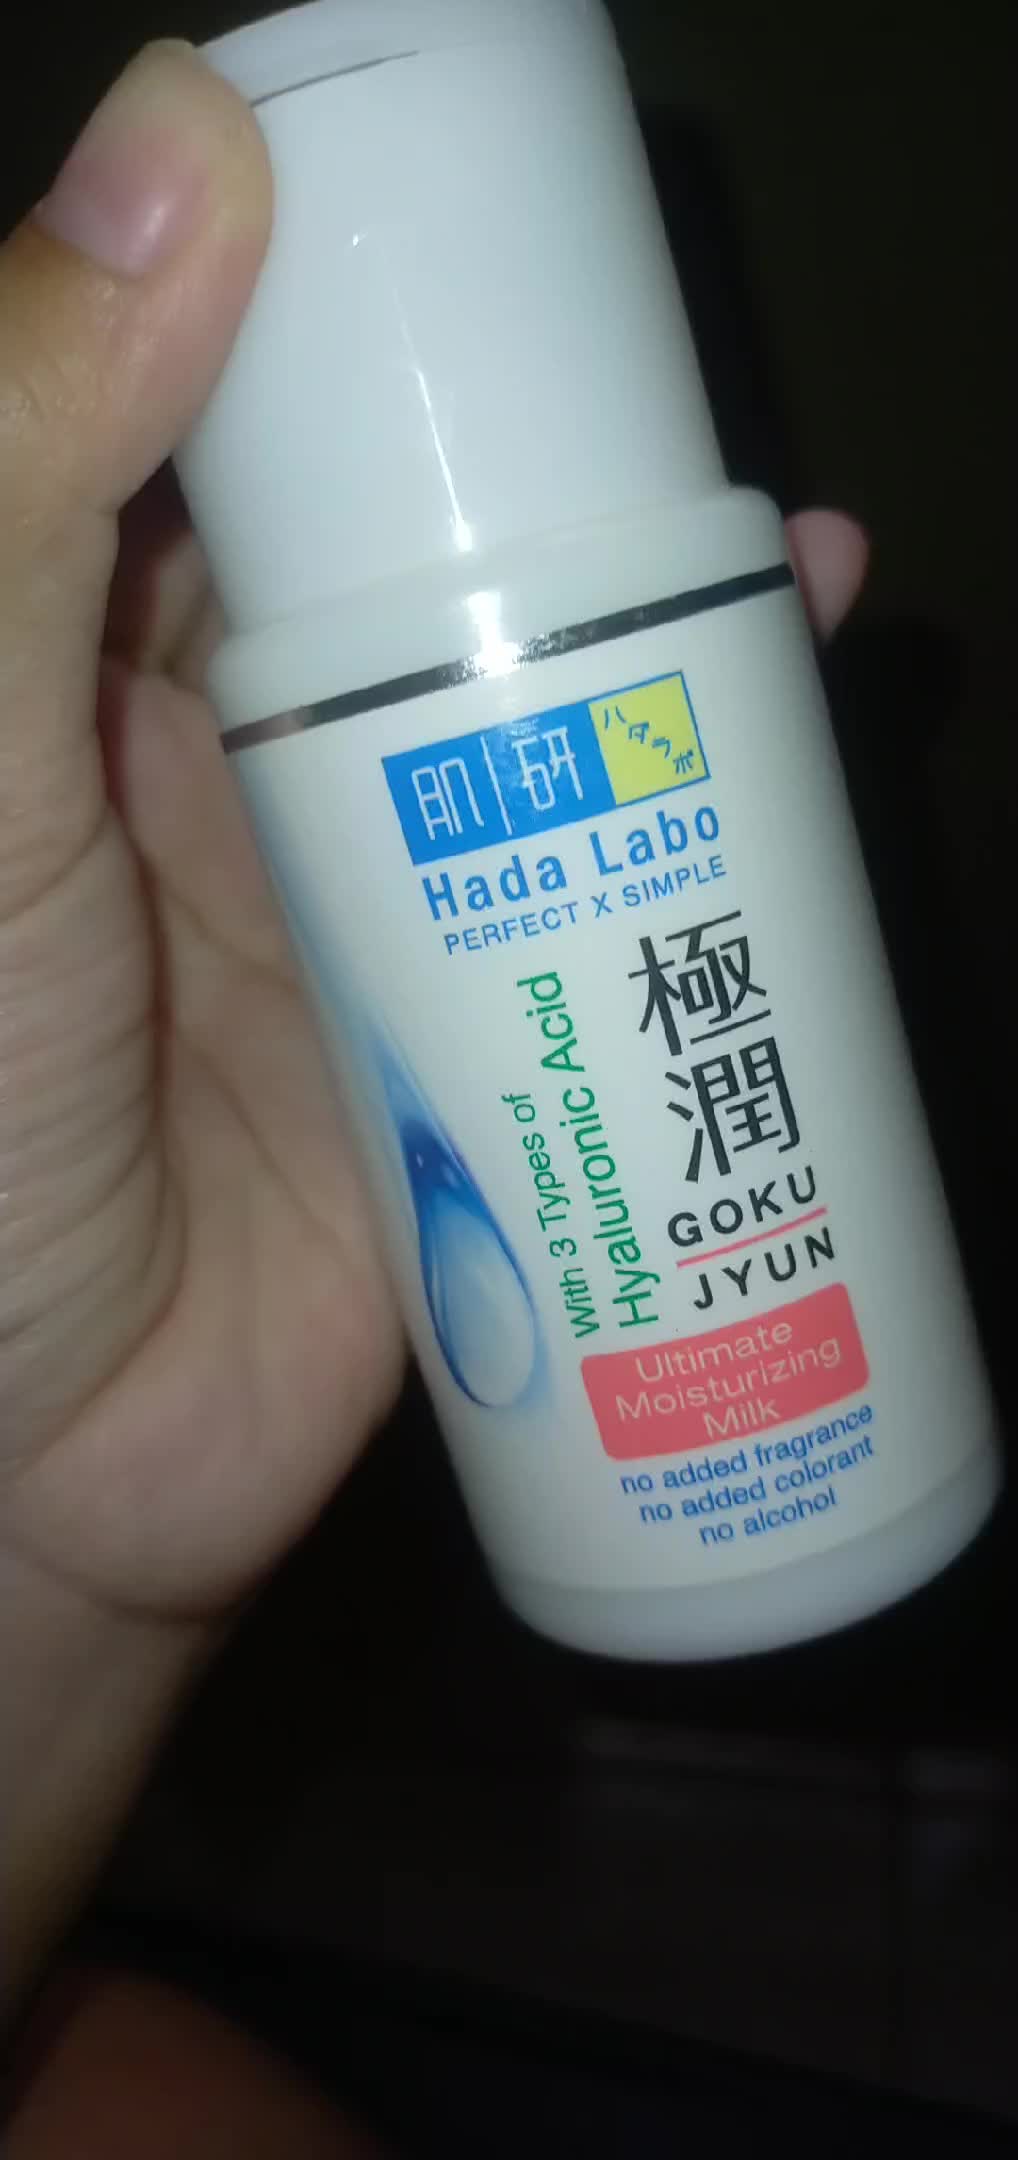 肌研
ハダラボ
Hada Labo
PERFECT X SIMPLE
With 3 Types of
Hyaluronic Acid
極潤
GOKU
JYUN
Ultimate
Moisturizing
Milk
no added fragrance
no added colorant
no alcohol